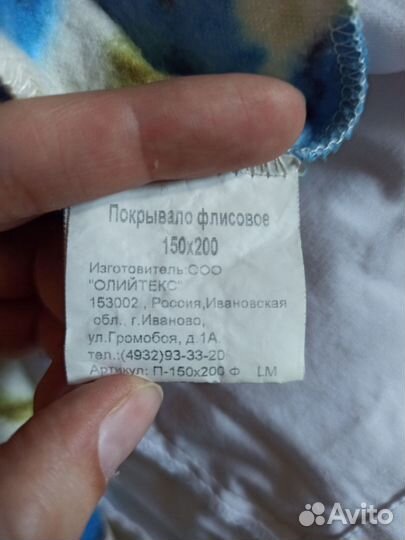 Покрывало флисовое
150х200
Изготовитель:ООО
"ОЛИЙТЕКС"
153002 , Россия,Ивановская
обл., г.Иваново,
ул.Громобоя, д.1А.
тел.:(4932)93-33-20
Артикул: П-150х200 Ф LM
Avito